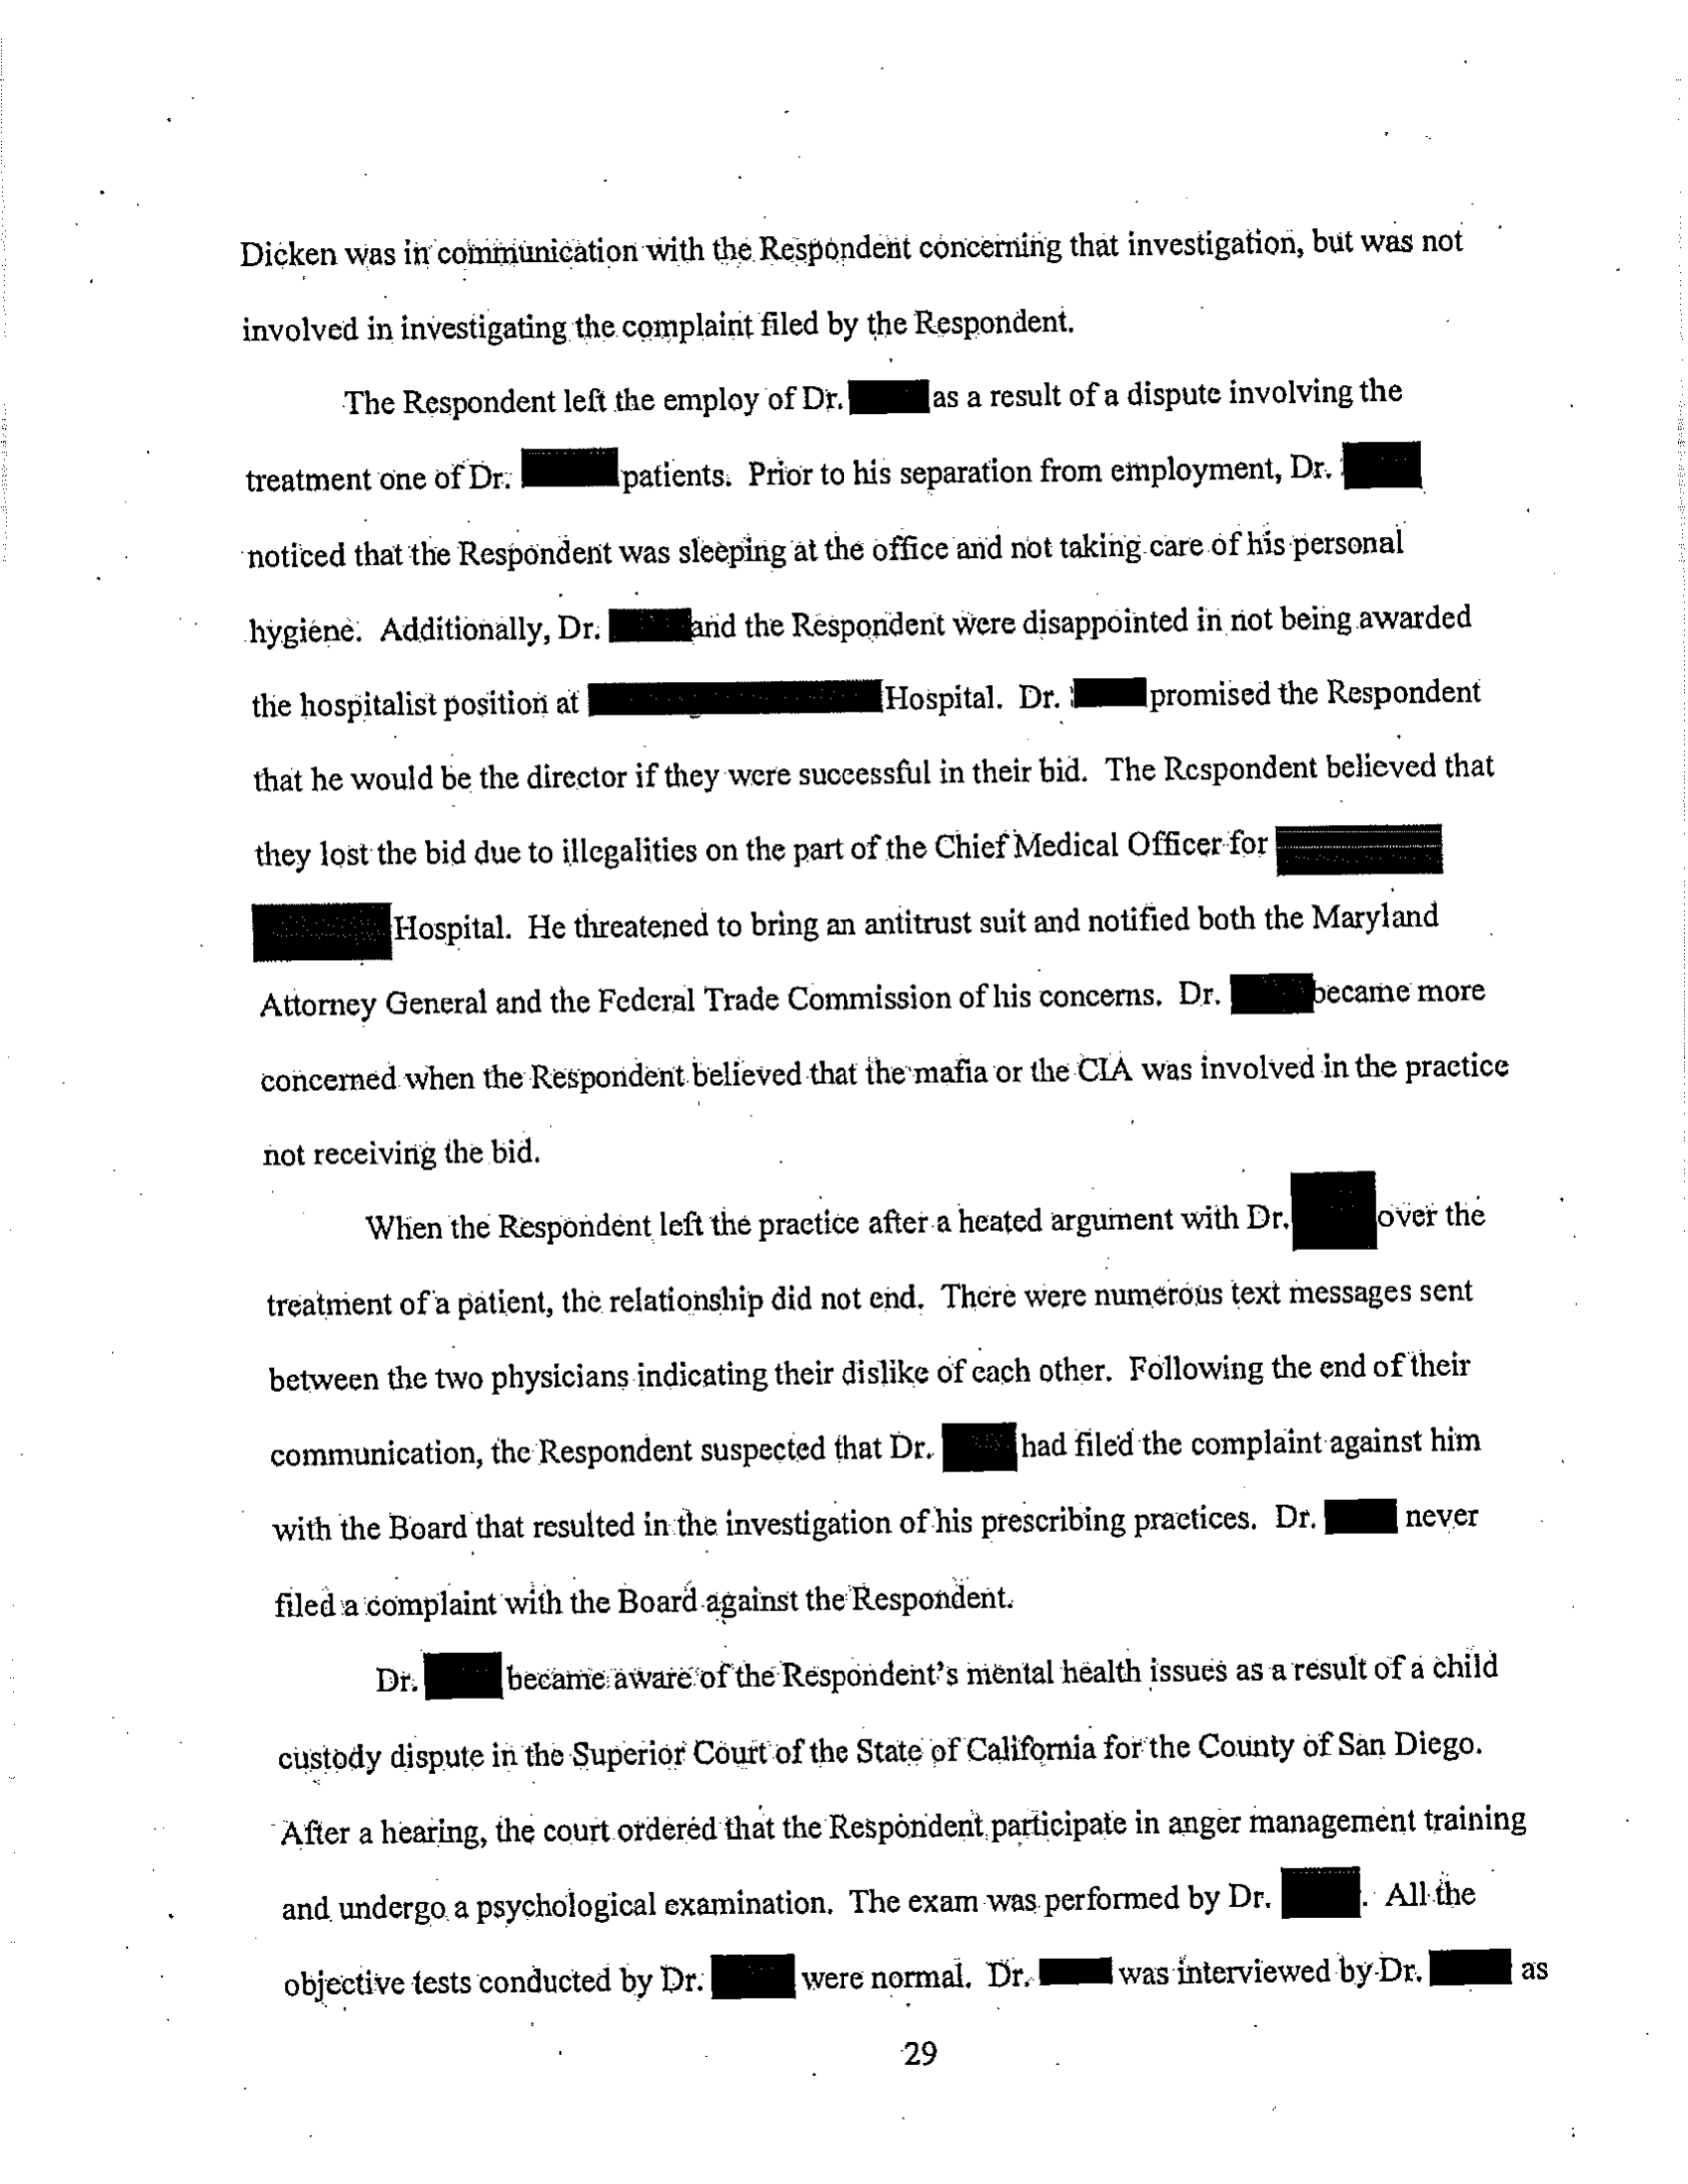 Dicken was in communication with the Respondent concerning that investigation, but was not
involved in investigating the complaint filed by the Respondent.
The Respondent left the employ of Dr. as a result of a dispute involving the
treatment one of Dr. patients. Prior to his separation from employment, Dr.
noticed that the Respondent was sleeping at the office and not taking care of his personal
hygiene. Additionally, Dr. and the Respondent were disappointed in not being awarded
the hospitalist position at Hospital. Dr. promised the Respondent
that he would be the director if they were successful in their bid. The Respondent believed that
they lost the bid due to illegalities on the part of the Chief Medical Officer for
Hospital. He threatened to bring an antitrust suit and notified both the Maryland
Attorney General and the Federal Trade Commission of his concerns. Dr. became more
concerned when the Respondent believed that the mafia or the CIA was involved in the practice
not receiving the bid.
When the Respondent left the practice after a heated argument with Dr. over the
treatment of a patient, the relationship did not end. There were numerous text messages sent
between the two physicians indicating their dislike of each other. Following the end of their
communication, the Respondent suspected that Dr. had filed the complaint against him
with the Board that resulted in the investigation of his prescribing practices. Dr. never
filed a complaint with the Board against the Respondent.
Dr. became aware of the Respondent's mental health issues as a result of a child
custody dispute in the Superior Court of the State of California for the County of San Diego.
After a hearing, the court ordered that the Respondent participate in anger management training
and undergo a psychological examination. The exam was performed by Dr. . All the
objective tests conducted by Dr. were normal. Dr. was interviewed by Dr. as
29